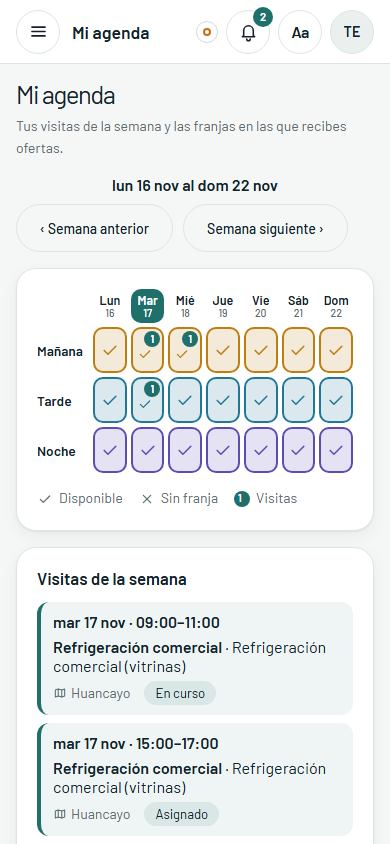 Mi agenda
2
Aa
TE
Mi agenda
Tus visitas de la semana y las franjas en las que recibes
ofertas.
lun 16 nov al dom 22 nov
‹ Semana anterior
Semana siguiente ›
Lun Mar Mié Jue Vie Sáb Dom
16 17 18 19 20 21 22
Mañana 1 1
Tarde 1
Noche
Disponible Sin franja 1 Visitas
Visitas de la semana
mar 17 nov · 09:00–11:00
Refrigeración comercial · Refrigeración
comercial (vitrinas)
Huancayo En curso
mar 17 nov · 15:00–17:00
Refrigeración comercial · Refrigeración
comercial (vitrinas)
Huancayo Asignado